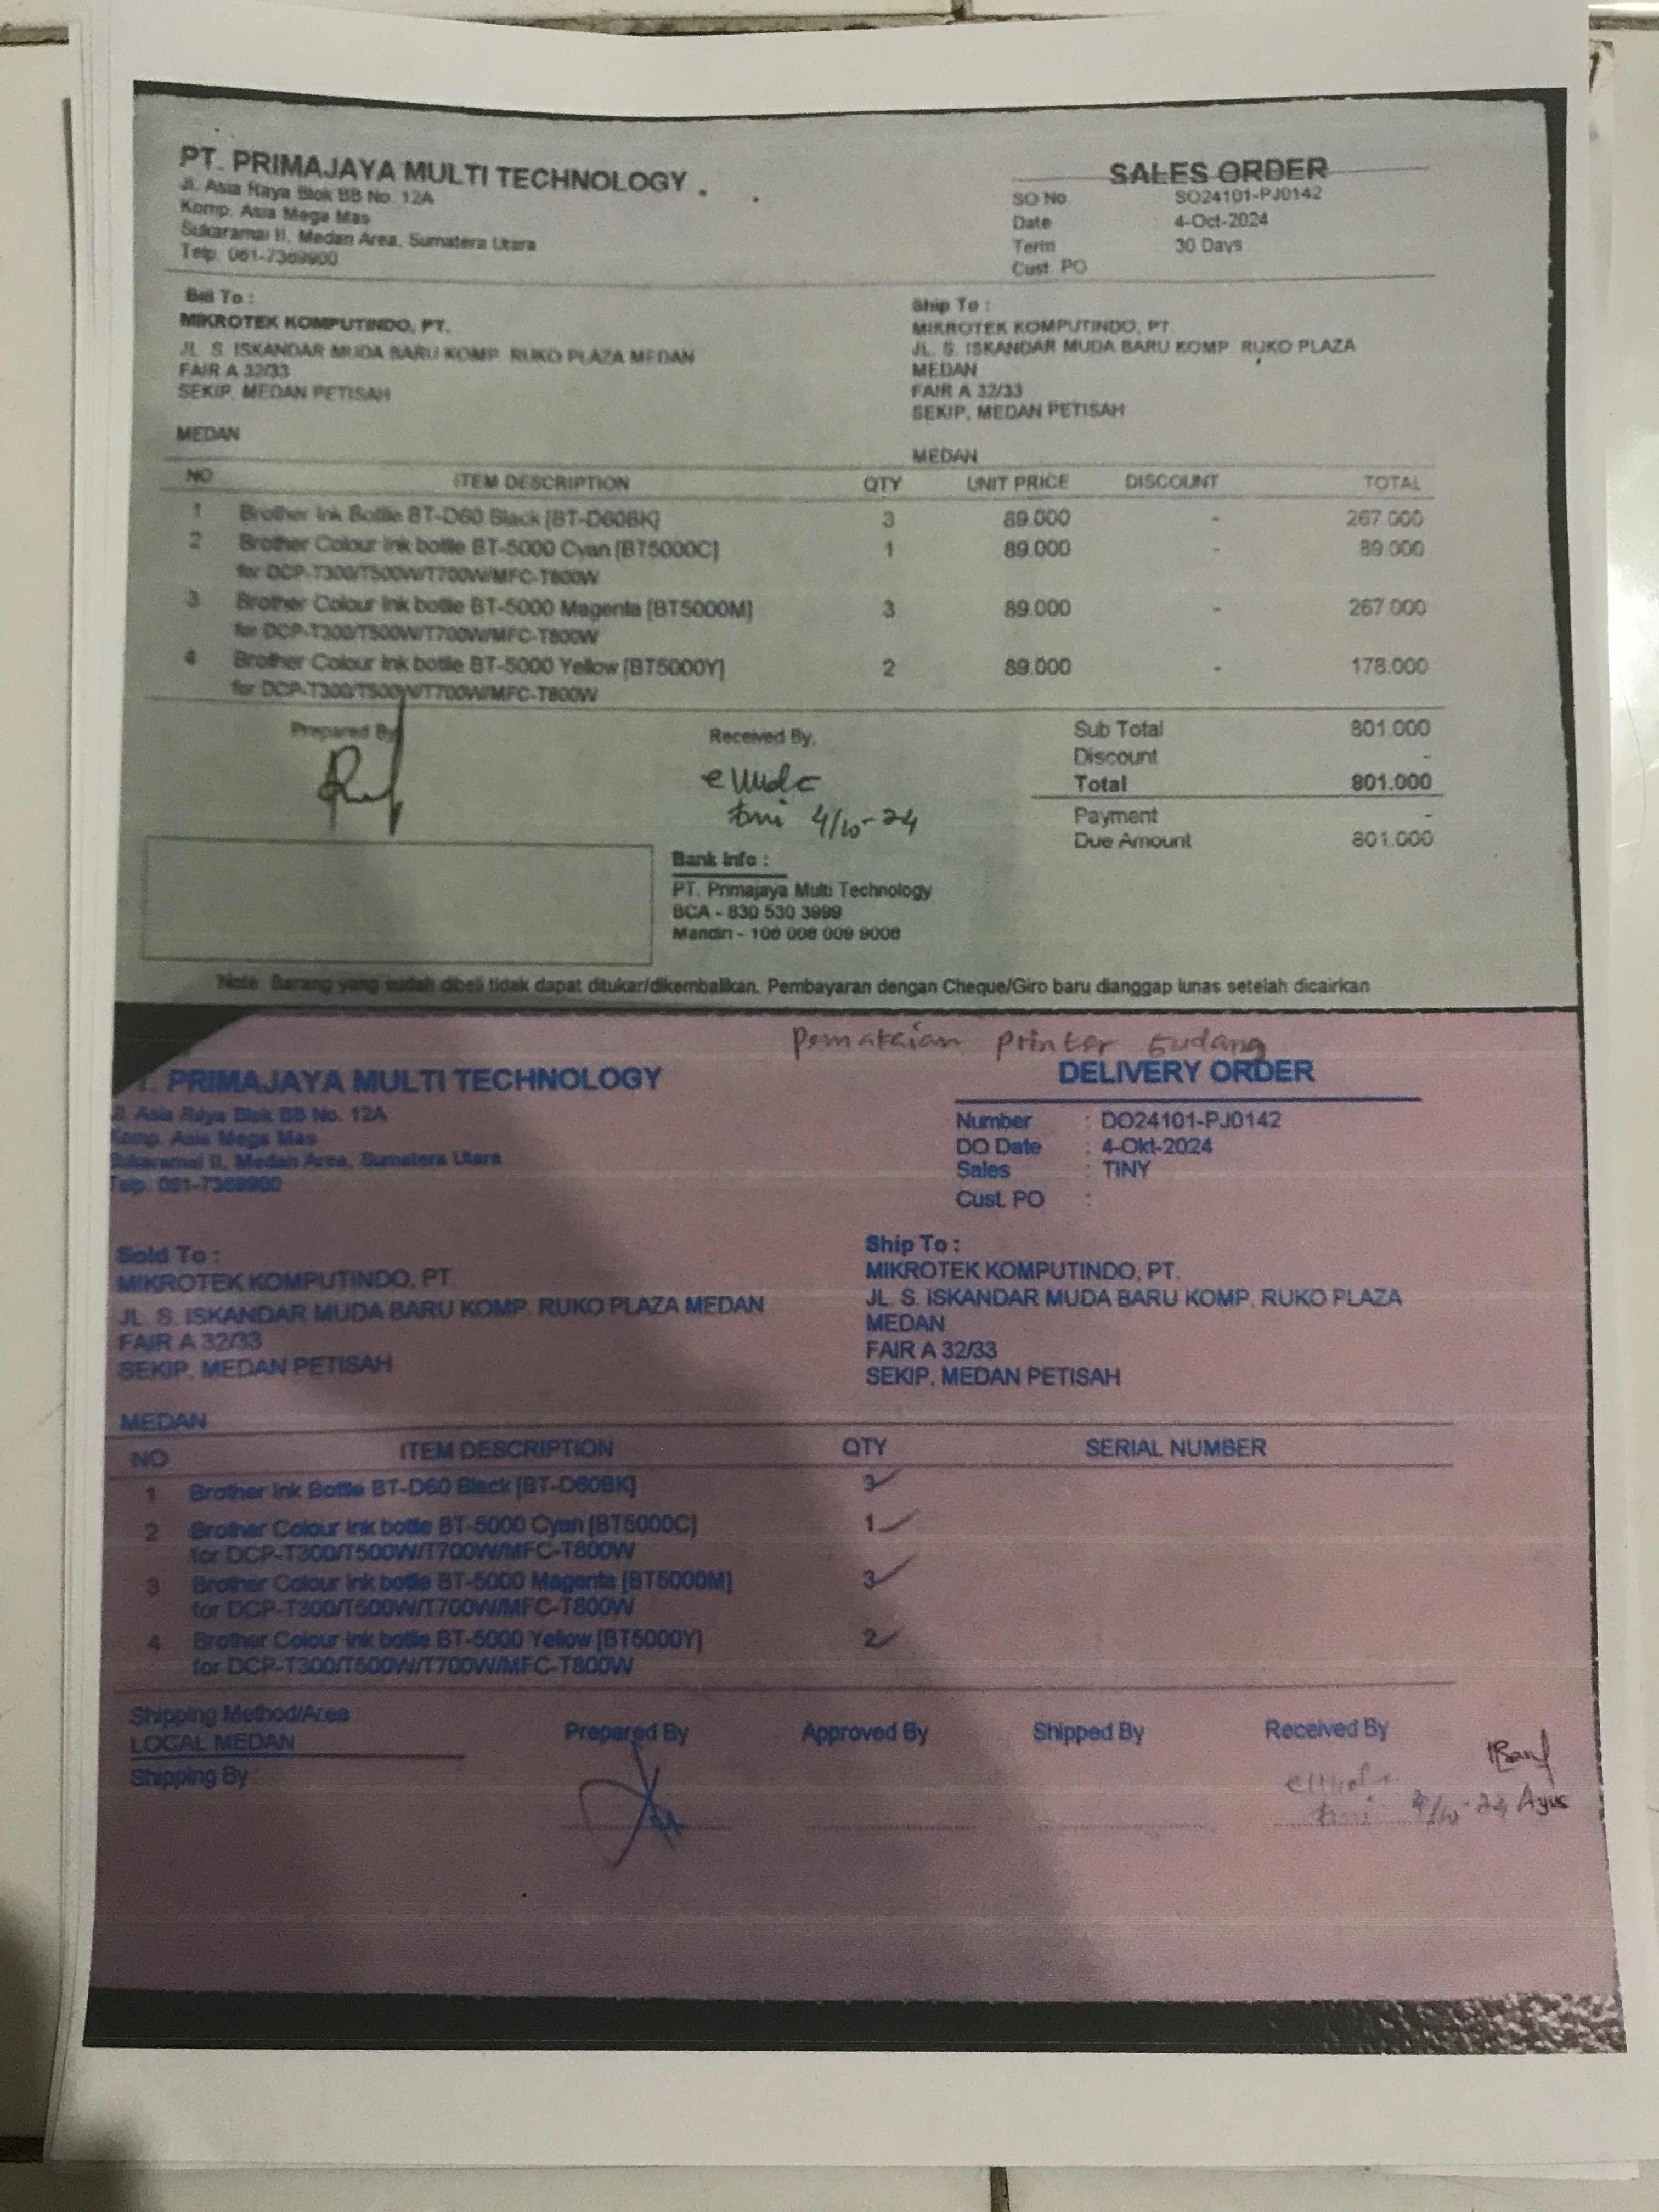 PT. PRIMAJAYA MULTI TECHNOLOGY
Jl. Asia Raya Blok BB No. 12A
Komp. Asia Mega Mas
Sukaramai II, Medan Area, Sumatera Utara
Telp. 061-7369900
SALES ORDER
SO No. SO24101-PJ0142
Date 4-Oct-2024
Term 30 Days
Cust. PO
Bill To :
MIKROTEK KOMPUTINDO, PT.
JL. S. ISKANDAR MUDA BARU KOMP. RUKO PLAZA MEDAN
FAIR A 32/33
SEKIP, MEDAN PETISAH
MEDAN
Ship To :
MIKROTEK KOMPUTINDO, PT.
JL. S. ISKANDAR MUDA BARU KOMP. RUKO PLAZA
MEDAN
FAIR A 32/33
SEKIP, MEDAN PETISAH
MEDAN
NO ITEM DESCRIPTION QTY UNIT PRICE DISCOUNT TOTAL
1 Brother Ink Bottle BT-D60 Black [BT-D60BK] 3 89.000 - 267.000
2 Brother Colour Ink bottle BT-5000 Cyan [BT5000C] 1 89.000 - 89.000
for DCP-T300/T500W/T700W/MFC-T800W
3 Brother Colour Ink bottle BT-5000 Magenta [BT5000M] 3 89.000 - 267.000
for DCP-T300/T500W/T700W/MFC-T800W
4 Brother Colour Ink bottle BT-5000 Yellow [BT5000Y] 2 89.000 - 178.000
for DCP-T300/T500W/T700W/MFC-T800W
Prepared By
Received By,
4/10-24
Sub Total 801.000
Discount -
Total 801.000
Payment -
Due Amount 801.000
Bank Info :
PT. Primajaya Multi Technology
BCA - 830 530 3999
Mandiri - 106 006 009 9006
Note: Barang yang sudah dibeli tidak dapat ditukar/dikembalikan. Pembayaran dengan Cheque/Giro baru dianggap lunas setelah dicairkan
Pemakaian printer gudang
T. PRIMAJAYA MULTI TECHNOLOGY
Jl. Asia Raya Blok BB No. 12A
Komp. Asia Mega Mas
Sukaramai II, Medan Area, Sumatera Utara
Telp. 061-7369900
DELIVERY ORDER
Number : DO24101-PJ0142
DO Date : 4-Okt-2024
Sales : TINY
Cust. PO :
Sold To :
MIKROTEK KOMPUTINDO, PT.
JL. S. ISKANDAR MUDA BARU KOMP. RUKO PLAZA MEDAN
FAIR A 32/33
SEKIP, MEDAN PETISAH
MEDAN
Ship To :
MIKROTEK KOMPUTINDO, PT.
JL. S. ISKANDAR MUDA BARU KOMP. RUKO PLAZA
MEDAN
FAIR A 32/33
SEKIP, MEDAN PETISAH
NO ITEM DESCRIPTION QTY SERIAL NUMBER
1 Brother Ink Bottle BT-D60 Black [BT-D60BK] 3
2 Brother Colour Ink bottle BT-5000 Cyan [BT5000C] 1
for DCP-T300/T500W/T700W/MFC-T800W
3 Brother Colour Ink bottle BT-5000 Magenta [BT5000M] 3
for DCP-T300/T500W/T700W/MFC-T800W
4 Brother Colour Ink bottle BT-5000 Yellow [BT5000Y] 2
for DCP-T300/T500W/T700W/MFC-T800W
Shipping Method/Area
LOCAL MEDAN
Shipping By
Prepared By
Approved By
Shipped By
Received By
4/10-24 Agus